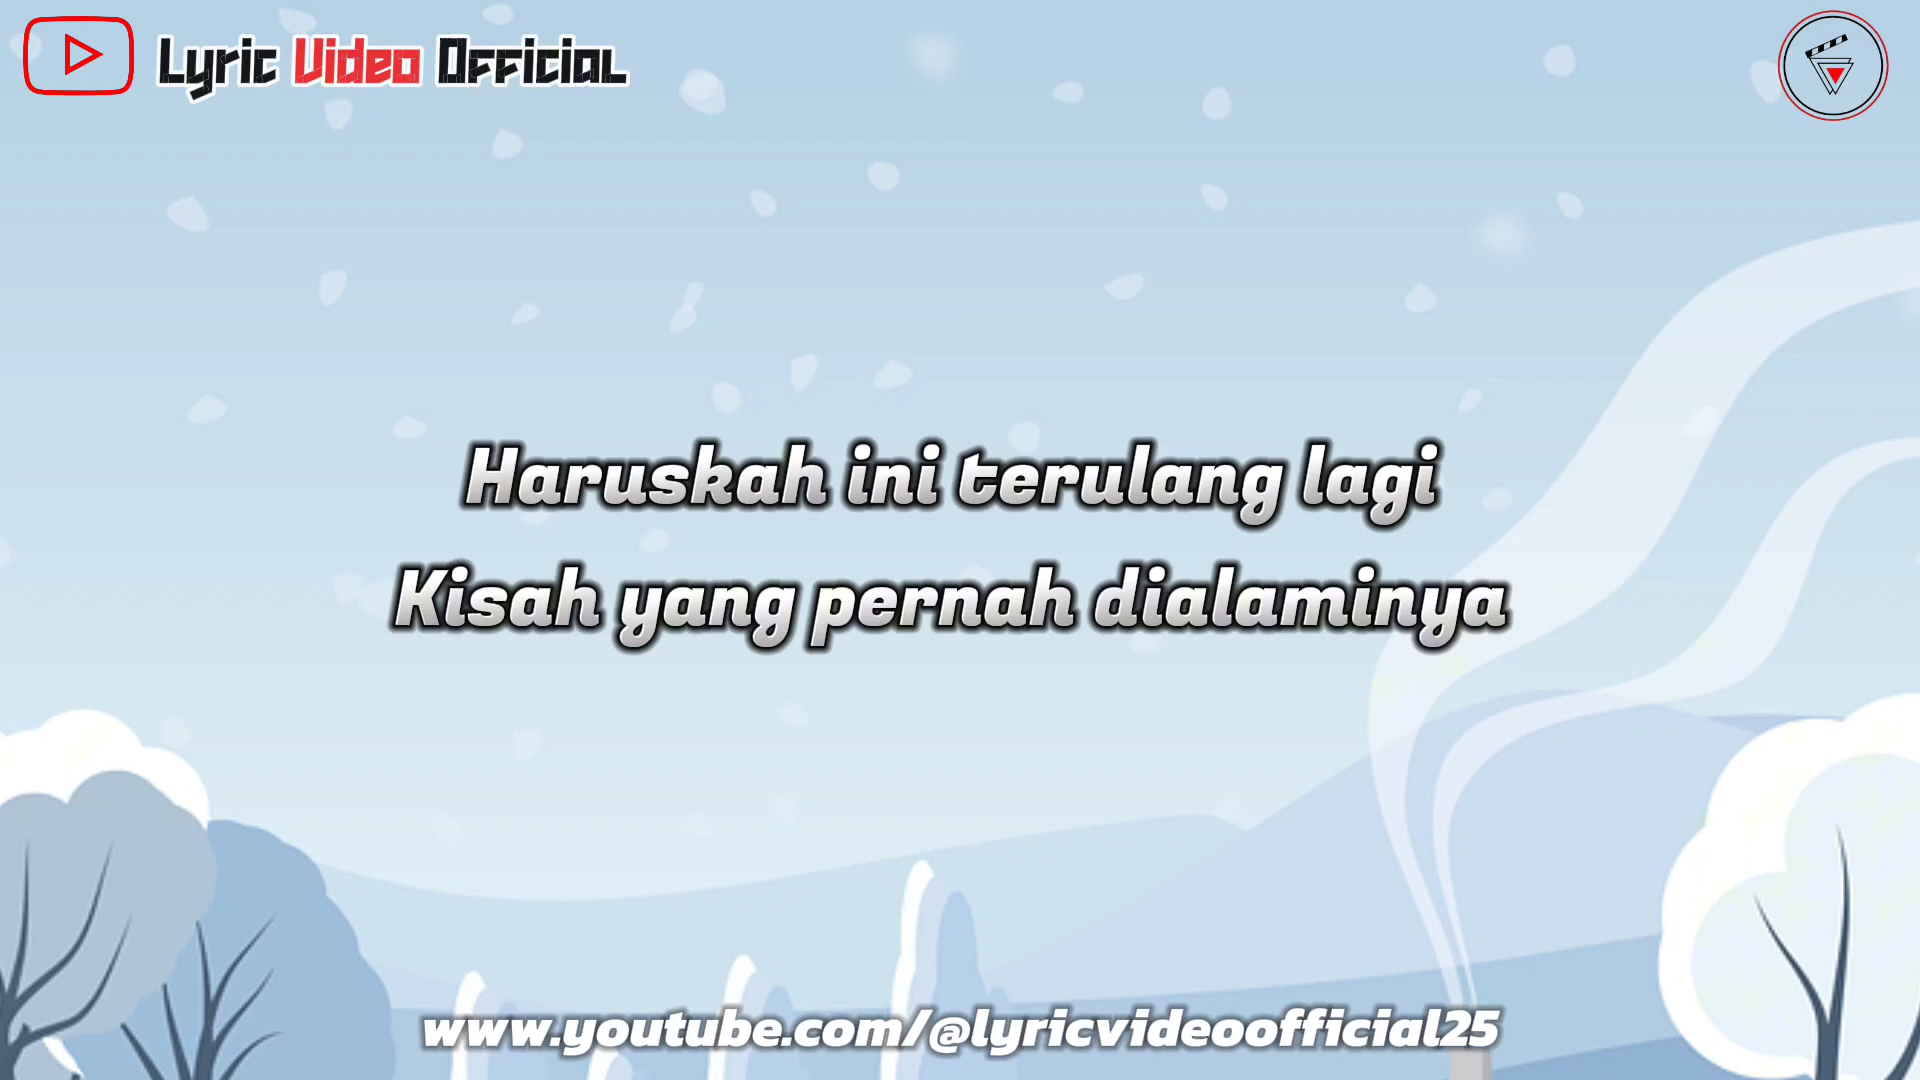 Lyric Video Official
Haruskah ini terulang lagi
Kisah yang pernah dialaminya
www.youtube.com/@lyricvideoofficial25